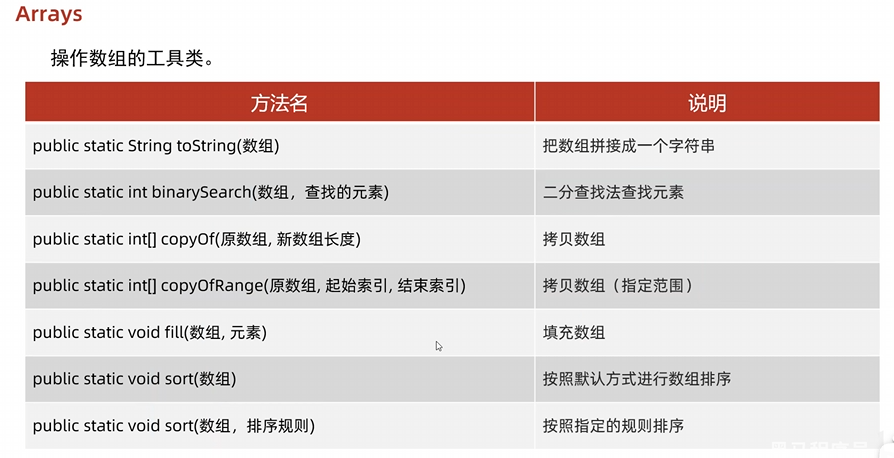 Arrays
操作数组的工具类。
方法名 说明
public static String toString(数组) 把数组拼接成一个字符串
public static int binarySearch(数组，查找的元素) 二分查找法查找元素
public static int[] copyOf(原数组, 新数组长度) 拷贝数组
public static int[] copyOfRange(原数组, 起始索引, 结束索引) 拷贝数组（指定范围）
public static void fill(数组, 元素) 填充数组
public static void sort(数组) 按照默认方式进行数组排序
public static void sort(数组，排序规则) 按照指定的规则排序